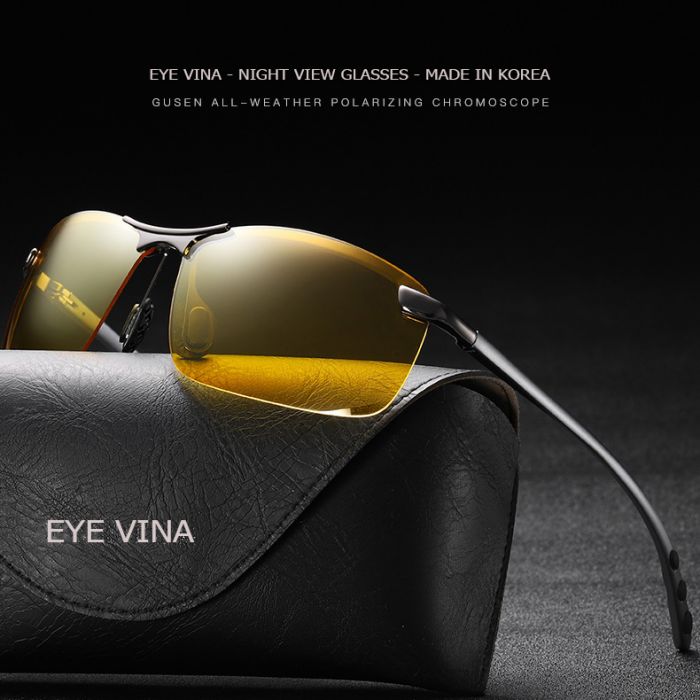 EYE VINA - NIGHT VIEW GLASSES - MADE IN KOREA
GUSEN ALL-WEATHER POLARIZING CHROMOSCOPE
EYE VINA